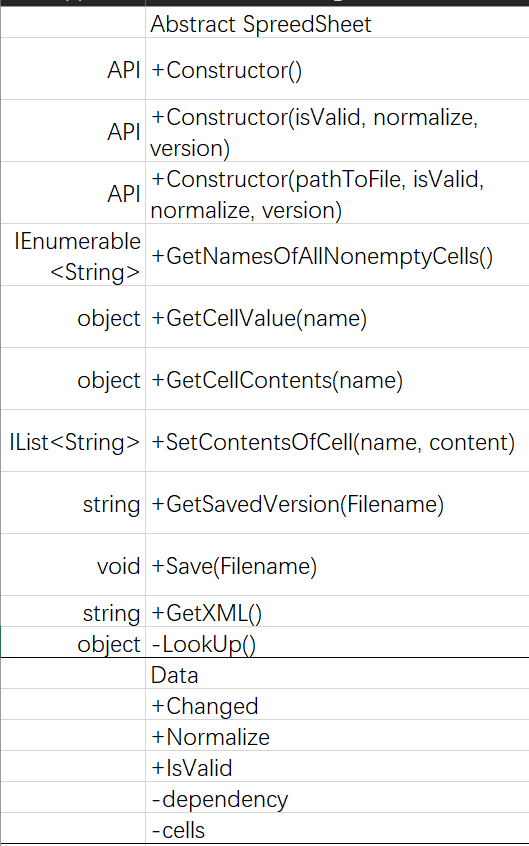 Abstract SpreedSheet
API +Constructor()
API +Constructor(isValid, normalize,
version)
API +Constructor(pathToFile, isValid,
normalize, version)
IEnumerable
<String> +GetNamesOfAllNonemptyCells()
object +GetCellValue(name)
object +GetCellContents(name)
IList<String> +SetContentsOfCell(name, content)
string +GetSavedVersion(Filename)
void +Save(Filename)
string +GetXML()
object -LookUp()
Data
+Changed
+Normalize
+IsValid
-dependency
-cells